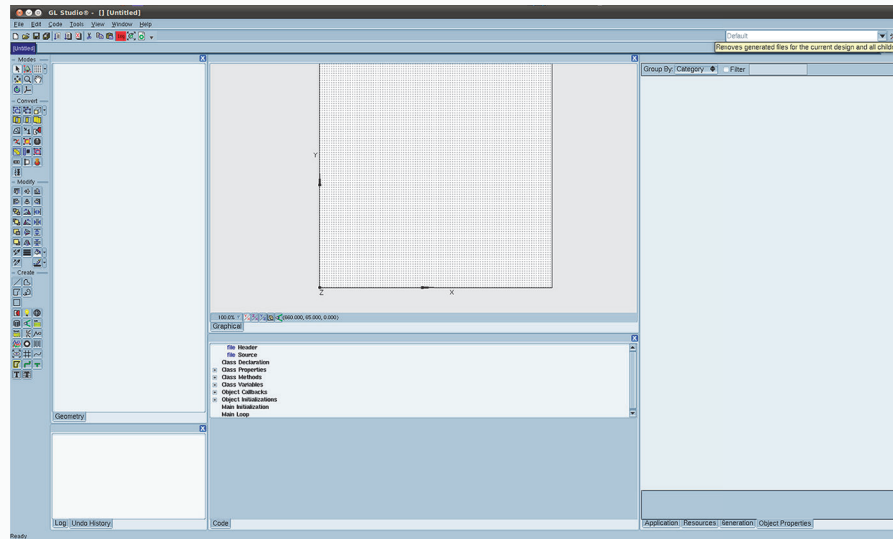 GL Studio® - [] [Untitled]
File Edit Code Tools View Window Help
Default
[Untitled]
Removes generated files for the current design and all childr
Modes
Group By: Category Filter
Convert
Y
Modify
Create
Z X
100.0% (660.000, 65.000, 0.000)
Graphical
file Header
file Source
Class Declaration
Class Properties
Class Methods
Class Variables
Object Callbacks
Object Initializations
Main Initialization
Main Loop
Geometry
Log Undo History
Code
Application Resources Generation Object Properties
Ready